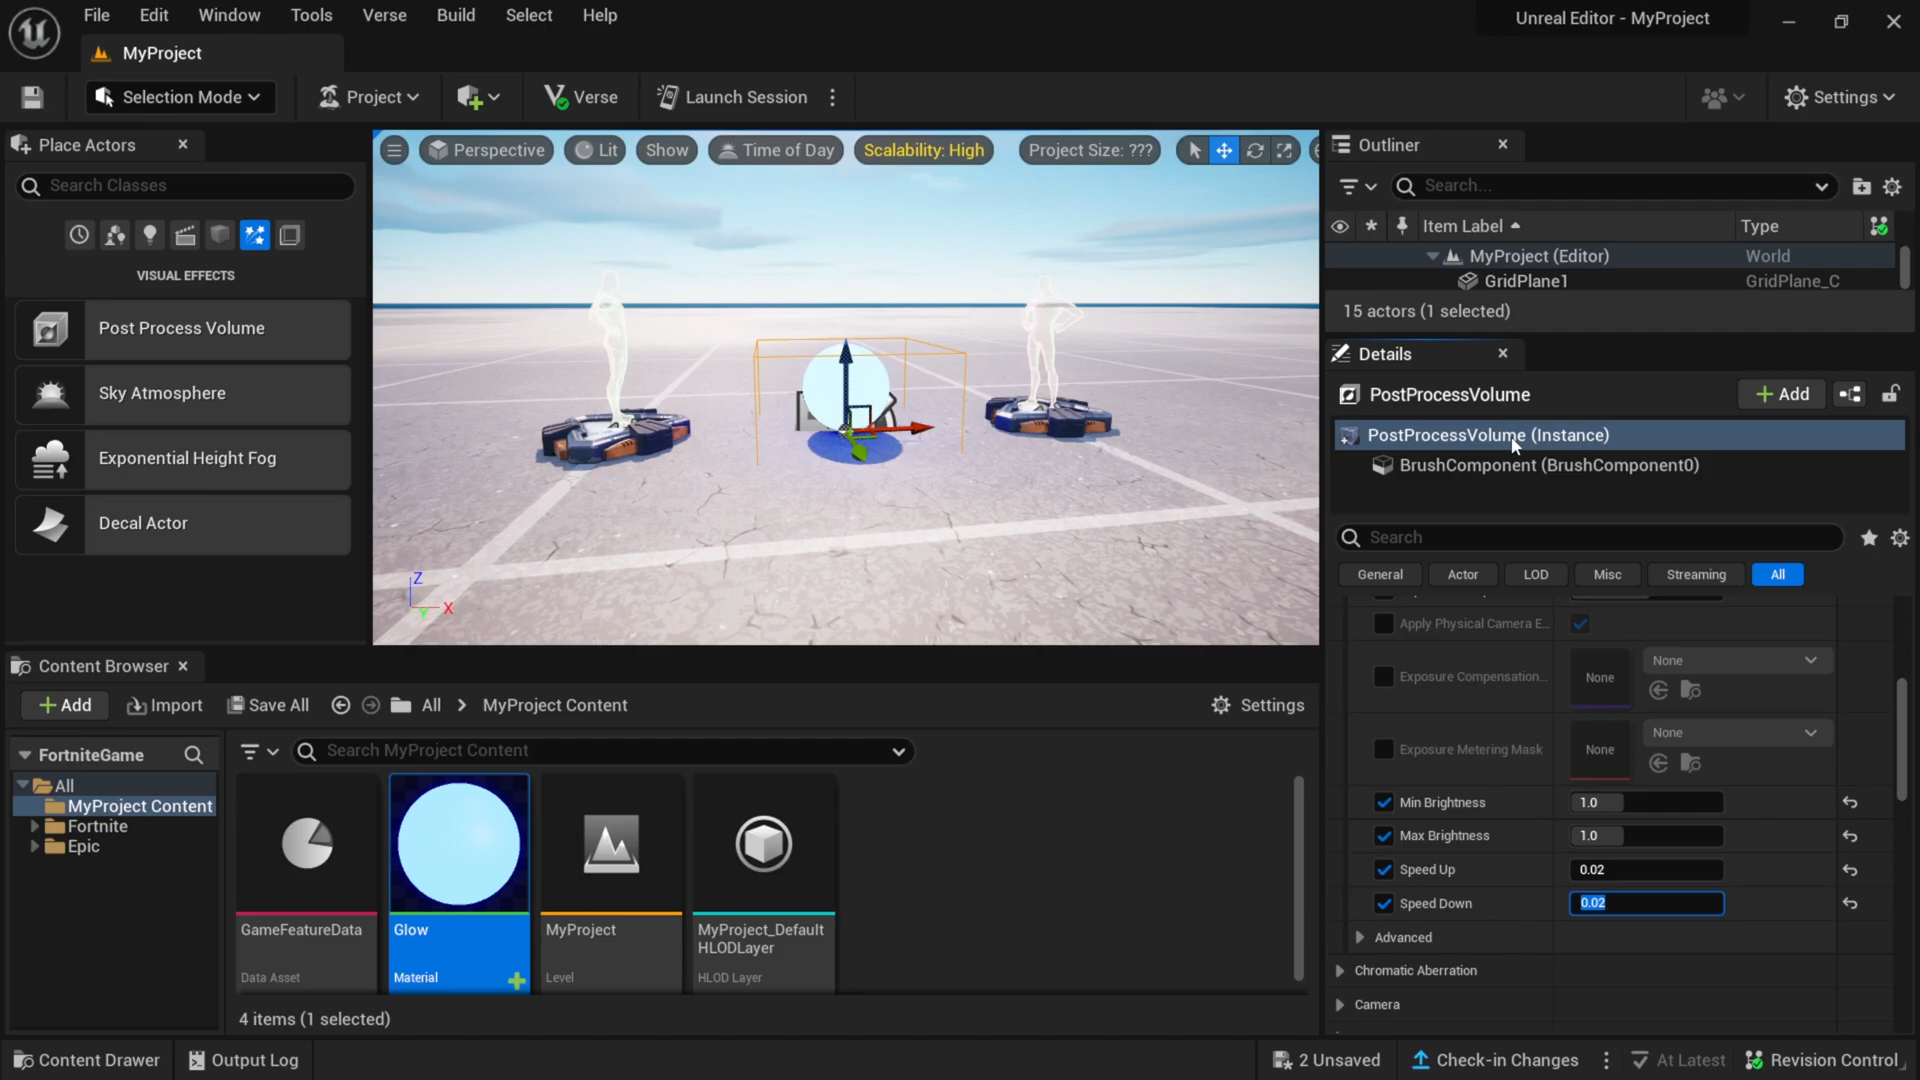 File Edit Window Tools Verse Build Select Help
Unreal Editor - MyProject
MyProject
Selection Mode
Project
Verse
Launch Session
Settings
Place Actors
Search Classes
VISUAL EFFECTS
Post Process Volume
Sky Atmosphere
Exponential Height Fog
Decal Actor
Perspective
Lit
Show
Time of Day
Scalability: High
Project Size: ???
Z
X
Y
Outliner
Search...
Item Label Type
MyProject (Editor) World
GridPlane1 GridPlane_C
15 actors (1 selected)
Details
PostProcessVolume
Add
PostProcessVolume (Instance)
BrushComponent (BrushComponent0)
Search
General Actor LOD Misc Streaming All
Apply Physical Camera E...
Exposure Compensation... None None
Exposure Metering Mask None None
Min Brightness 1.0
Max Brightness 1.0
Speed Up 0.02
Speed Down 0.02
Advanced
Chromatic Aberration
Camera
Content Browser
Add Import Save All All MyProject Content Settings
FortniteGame
All
MyProject Content
Fortnite
Epic
Search MyProject Content
GameFeatureData
Data Asset
Glow
Material
MyProject
Level
MyProject_Default
HLODLayer
HLOD Layer
4 items (1 selected)
Content Drawer Output Log
2 Unsaved Check-in Changes At Latest Revision Control